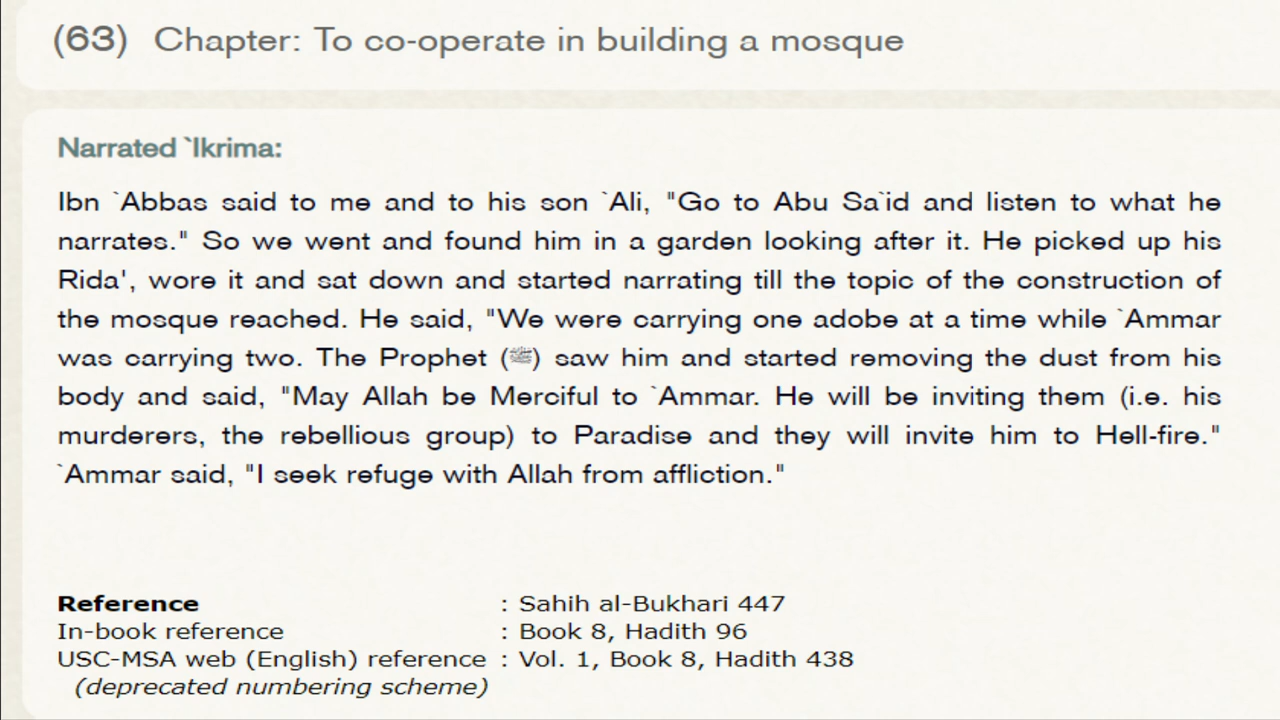 (63) Chapter: To co-operate in building a mosque
Narrated `Ikrima:
Ibn `Abbas said to me and to his son `Ali, "Go to Abu Sa`id and listen to what he
narrates." So we went and found him in a garden looking after it. He picked up his
Rida', wore it and sat down and started narrating till the topic of the construction of
the mosque reached. He said, "We were carrying one adobe at a time while `Ammar
was carrying two. The Prophet (ﷺ) saw him and started removing the dust from his
body and said, "May Allah be Merciful to `Ammar. He will be inviting them (i.e. his
murderers, the rebellious group) to Paradise and they will invite him to Hell-fire."
`Ammar said, "I seek refuge with Allah from affliction."
Reference : Sahih al-Bukhari 447
In-book reference : Book 8, Hadith 96
USC-MSA web (English) reference : Vol. 1, Book 8, Hadith 438
(deprecated numbering scheme)